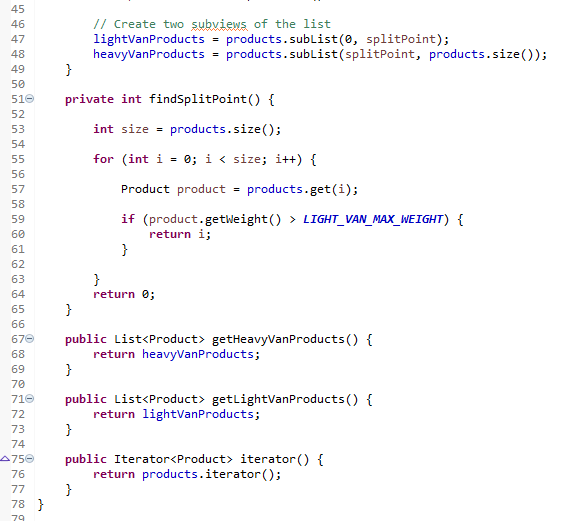 45
46 // Create two subviews of the list
47 lightVanProducts = products.subList(0, splitPoint);
48 heavyVanProducts = products.subList(splitPoint, products.size());
49 }
50
51 private int findSplitPoint() {
52
53 int size = products.size();
54
55 for (int i = 0; i < size; i++) {
56
57 Product product = products.get(i);
58
59 if (product.getWeight() > LIGHT_VAN_MAX_WEIGHT) {
60 return i;
61 }
62
63 }
64 return 0;
65 }
66
67 public List<Product> getHeavyVanProducts() {
68 return heavyVanProducts;
69 }
70
71 public List<Product> getLightVanProducts() {
72 return lightVanProducts;
73 }
74
75 public Iterator<Product> iterator() {
76 return products.iterator();
77 }
78 }
79